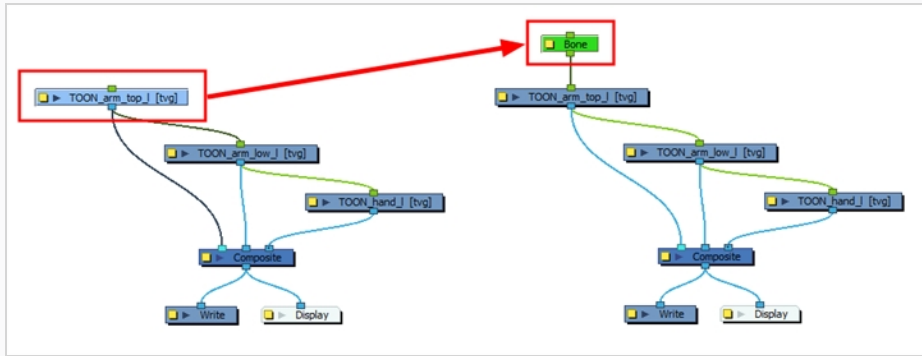 Bone
TOON_arm_top_l [tvg]
TOON_arm_top_l [tvg]
TOON_arm_low_l [tvg]
TOON_arm_low_l [tvg]
TOON_hand_l [tvg]
TOON_hand_l [tvg]
Composite
Composite
Write
Display
Write
Display